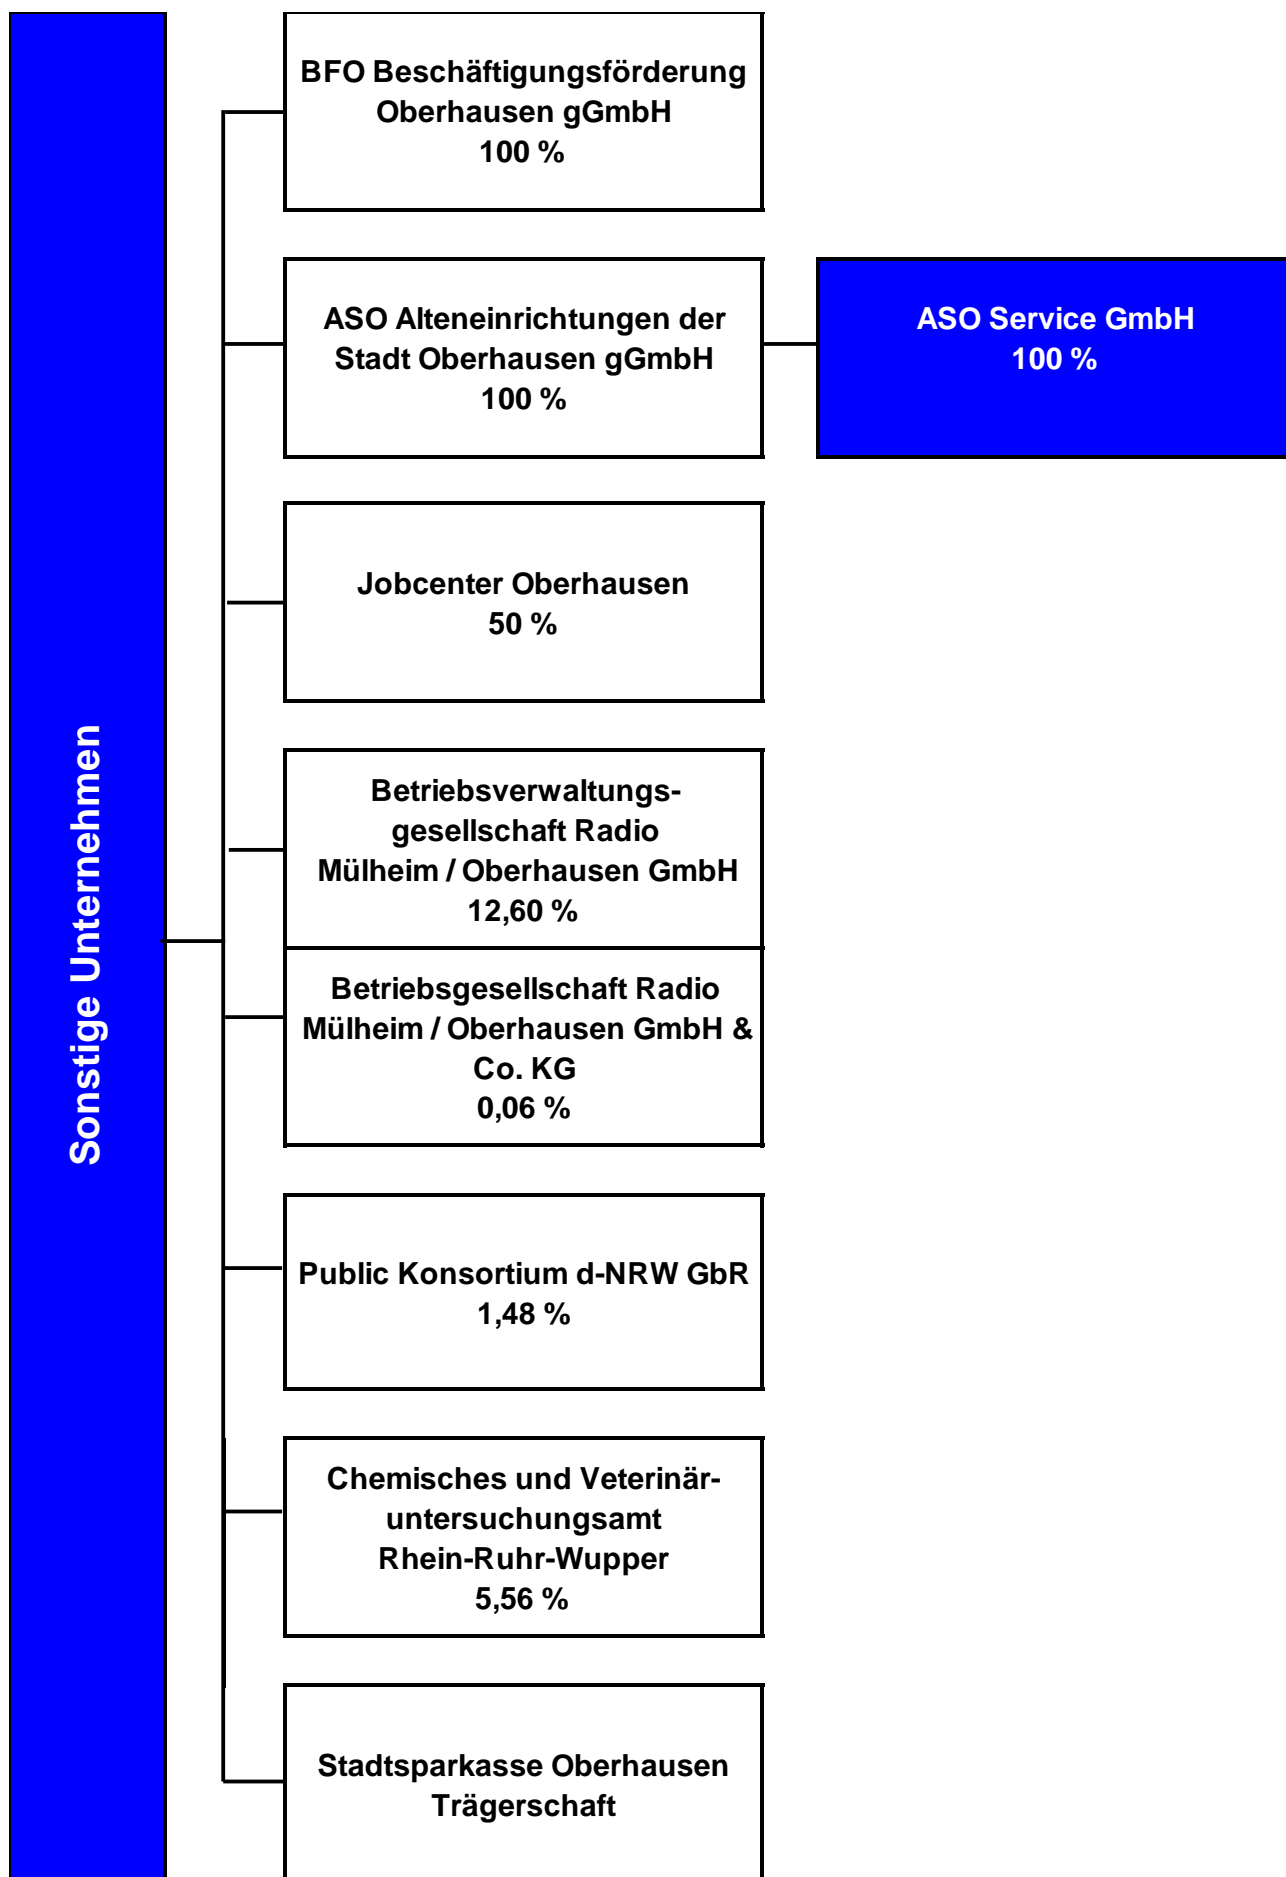 Sonstige Unternehmen
BFO Beschäftigungsförderung
Oberhausen gGmbH
100 %
ASO Alteneinrichtungen der
Stadt Oberhausen gGmbH
100 %
ASO Service GmbH
100 %
Jobcenter Oberhausen
50 %
Betriebsverwaltungs-
gesellschaft Radio
Mülheim / Oberhausen GmbH
12,60 %
Betriebsgesellschaft Radio
Mülheim / Oberhausen GmbH &
Co. KG
0,06 %
Public Konsortium d-NRW GbR
1,48 %
Chemisches und Veterinär-
untersuchungsamt
Rhein-Ruhr-Wupper
5,56 %
Stadtsparkasse Oberhausen
Trägerschaft